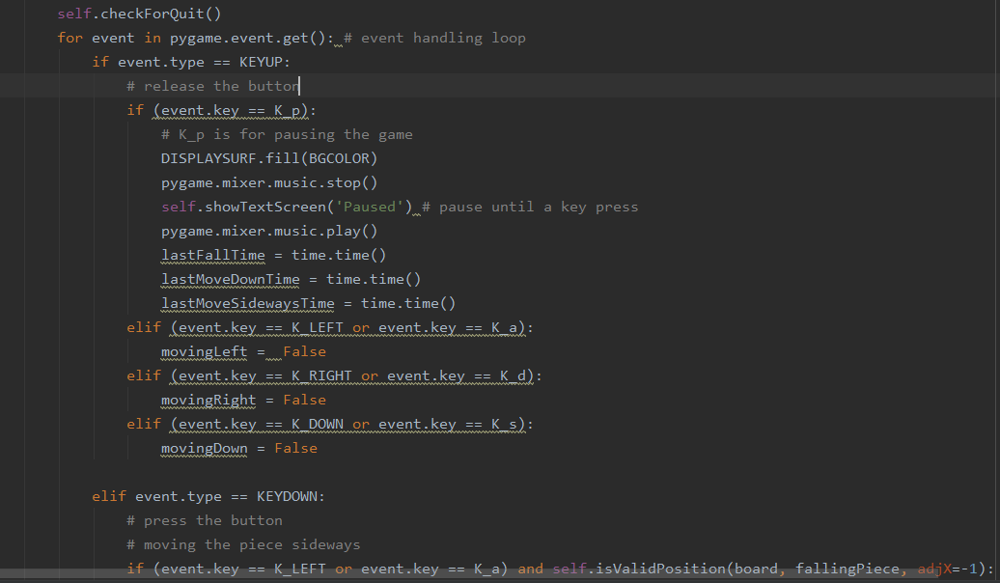 self.checkForQuit()
for event in pygame.event.get(): # event handling loop
if event.type == KEYUP:
# release the button
if (event.key == K_p):
# K_p is for pausing the game
DISPLAYSURF.fill(BGCOLOR)
pygame.mixer.music.stop()
self.showTextScreen('Paused') # pause until a key press
pygame.mixer.music.play()
lastFallTime = time.time()
lastMoveDownTime = time.time()
lastMoveSidewaysTime = time.time()
elif (event.key == K_LEFT or event.key == K_a):
movingLeft =  False
elif (event.key == K_RIGHT or event.key == K_d):
movingRight = False
elif (event.key == K_DOWN or event.key == K_s):
movingDown = False
elif event.type == KEYDOWN:
# press the button
# moving the piece sideways
if (event.key == K_LEFT or event.key == K_a) and self.isValidPosition(board, fallingPiece, adjX=-1):